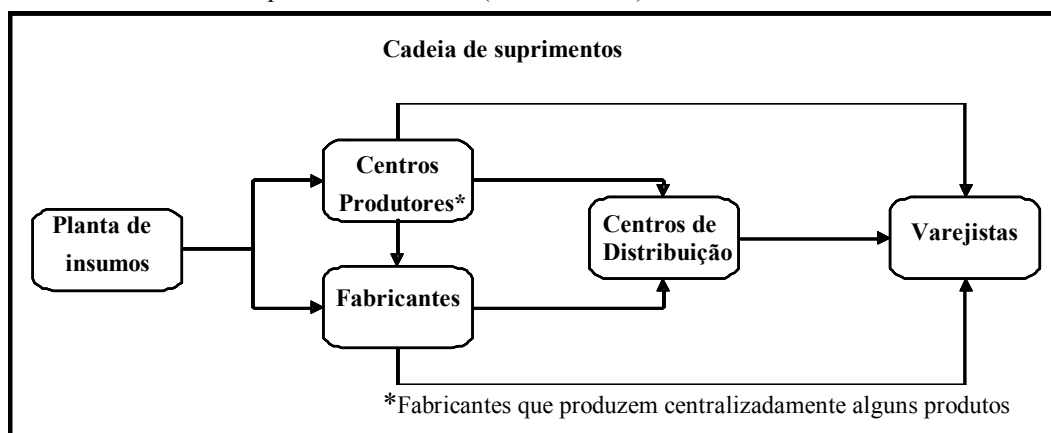 Cadeia de suprimentos
Centros
Produtores*
Planta de
insumos
Fabricantes
Centros de
Distribuição
Varejistas
*Fabricantes que produzem centralizadamente alguns produtos